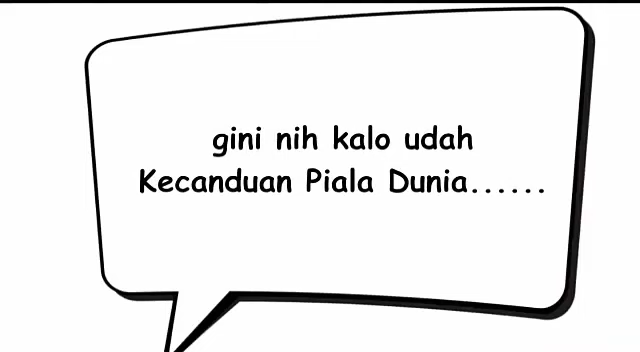 gini nih kalo udah
Kecanduan Piala Dunia......